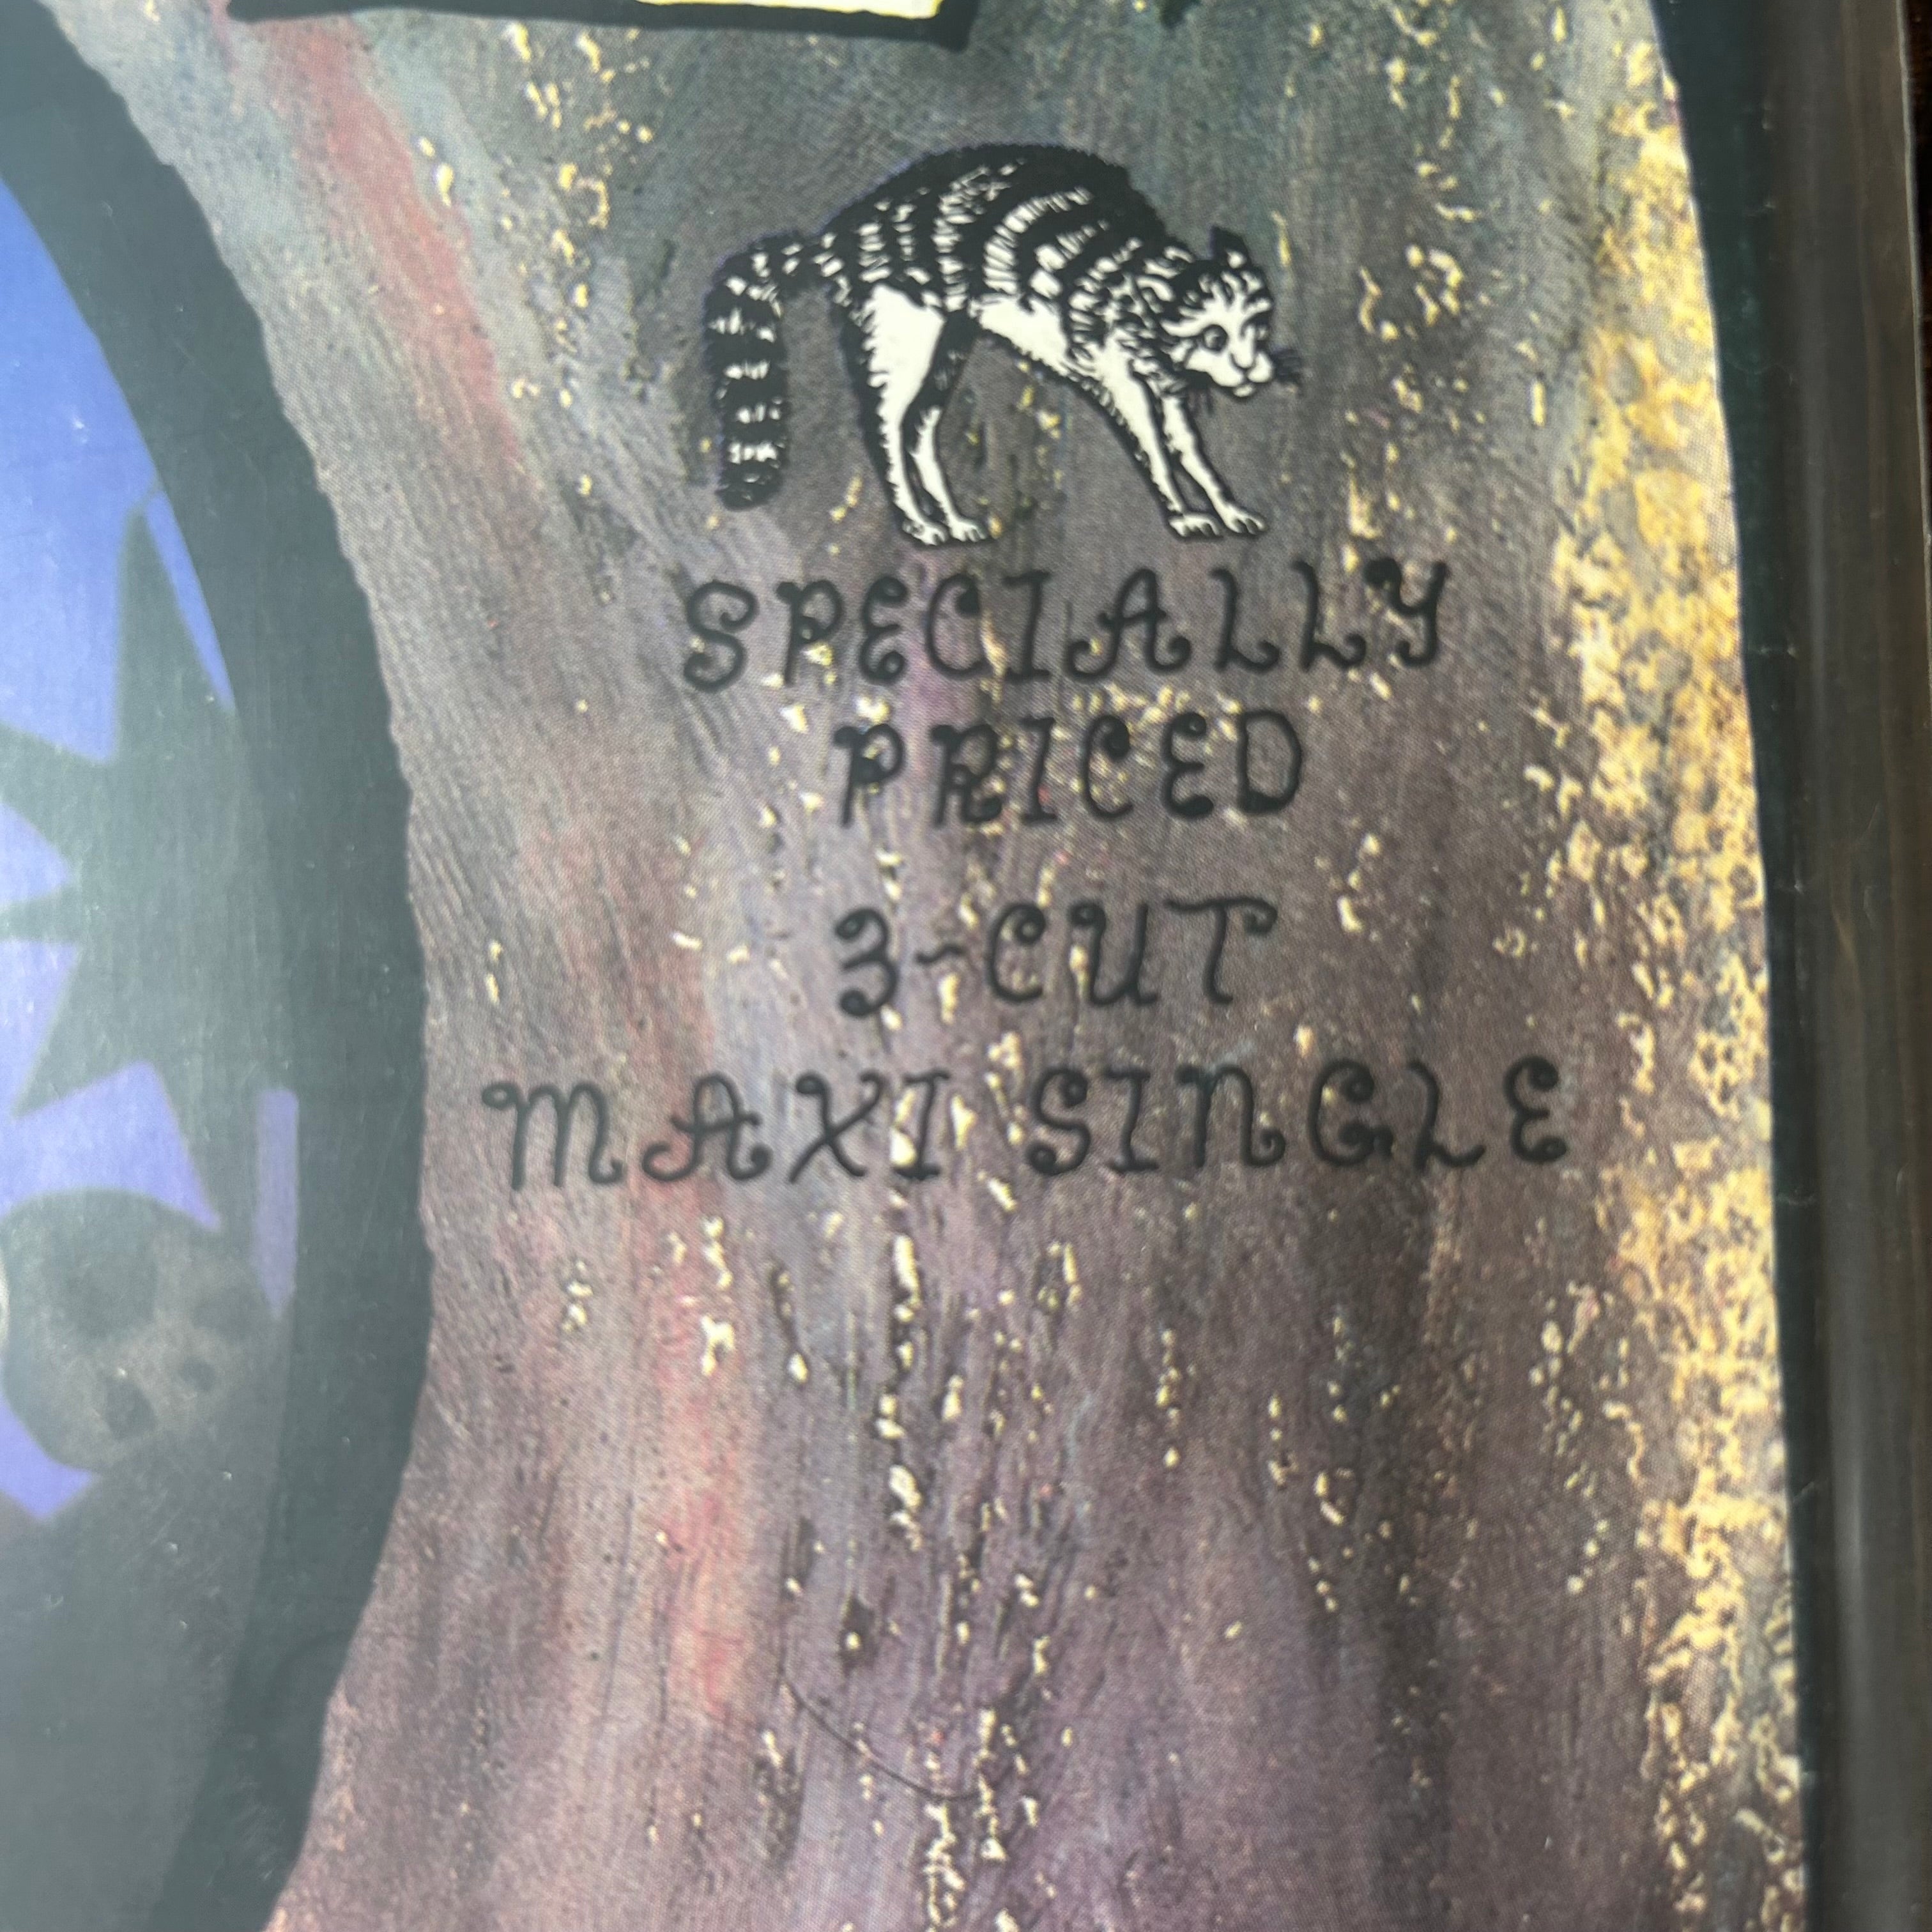 SPECIALLY
PRICED
3-CUT
MAXI SINGLE